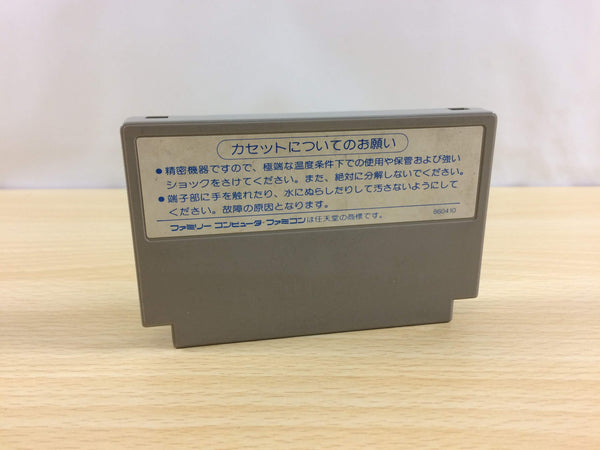 カセットについてのお願い
●精密機器ですので、極端な温度条件下での使用や保管および強い
ショックをさけてください。また、絶対に分解しないでください。
●端子部に手を触れたり、水にぬらしたりして汚さないようにして
ください。故障の原因となります。
ファミリー コンピュータ・ファミコンは任天堂の商標です。
860410